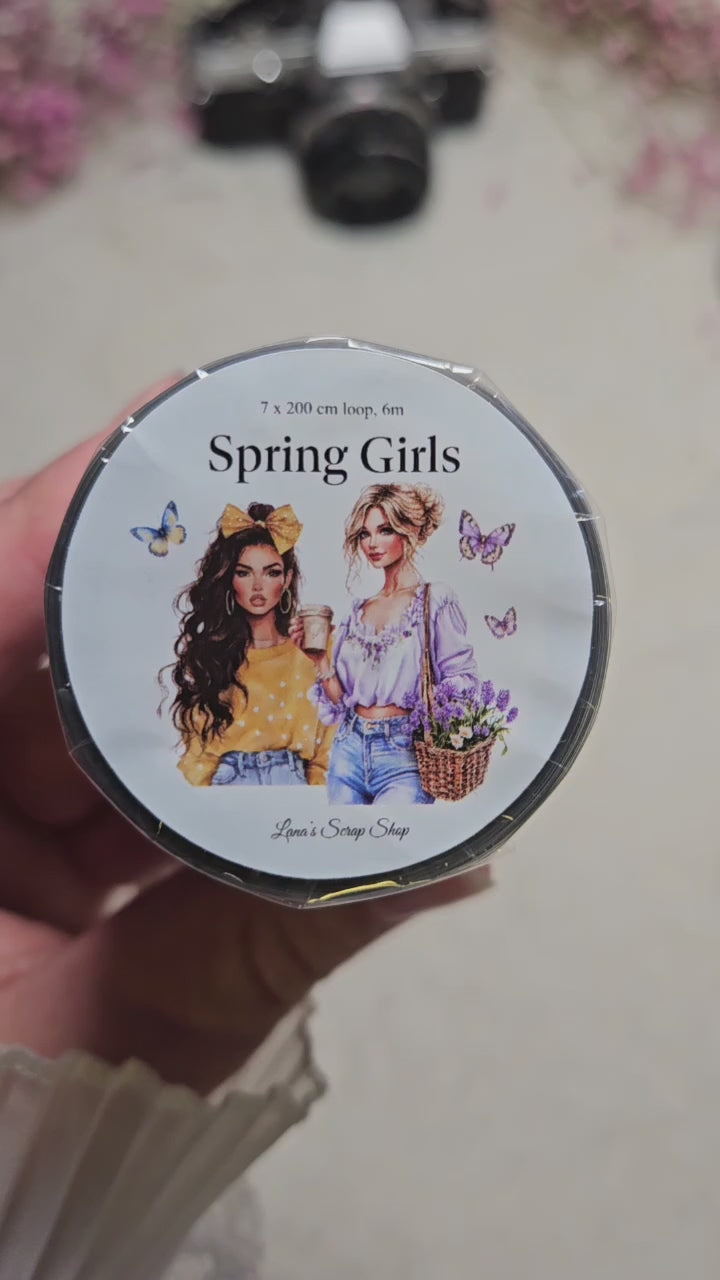 7 x 200 cm loop, 6m
Spring Girls
Lana's Scrap Shop